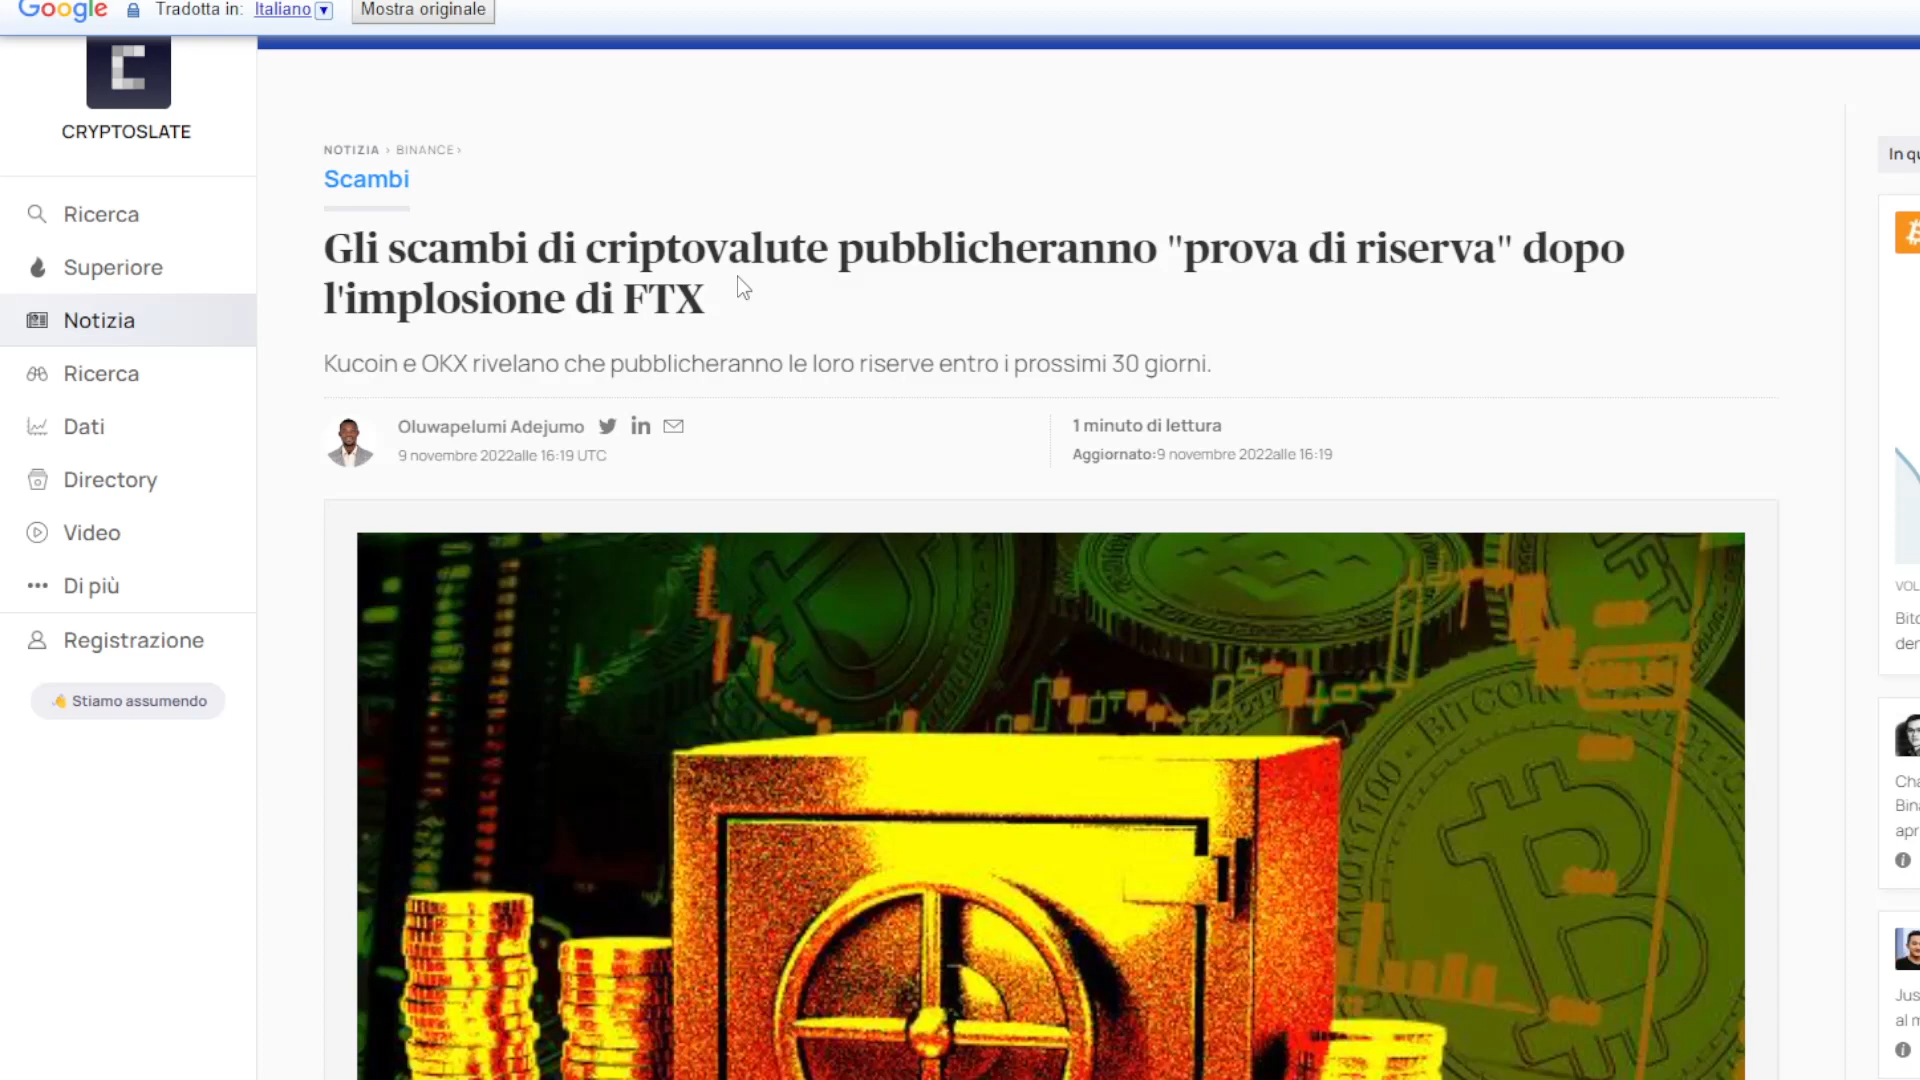 Google Tradotta in: Italiano Mostra originale
CRYPTOSLATE
Ricerca
Superiore
Notizia
Ricerca
Dati
Directory
Video
Di più
Registrazione
Stiamo assumendo
NOTIZIA › BINANCE›
Scambi
Gli scambi di criptovalute pubblicheranno "prova di riserva" dopo
l'implosione di FTX
Kucoin e OKX rivelano che pubblicheranno le loro riserve entro i prossimi 30 giorni.
Oluwapelumi Adejumo
9 novembre 2022alle 16:19 UTC
1 minuto di lettura
Aggiornato:9 novembre 2022alle 16:19
BITCOIN
In